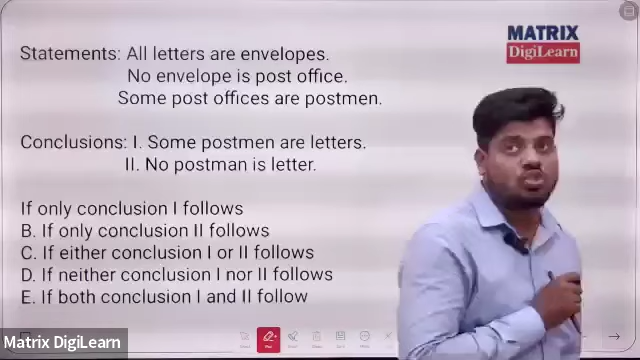 MATRIX
DigiLearn
Statements: All letters are envelopes.
No envelope is post office.
Some post offices are postmen.
Conclusions: I. Some postmen are letters.
II. No postman is letter.
If only conclusion I follows
B. If only conclusion II follows
C. If either conclusion I or II follows
D. If neither conclusion I nor II follows
E. If both conclusion I and II follow
Matrix DigiLearn